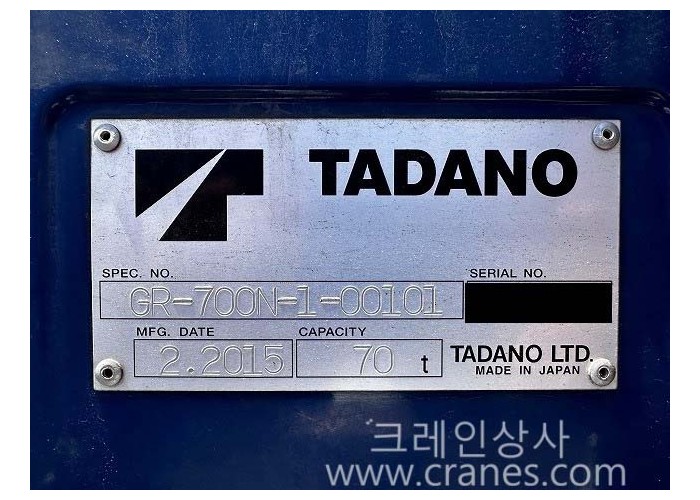 TADANO
SPEC. NO.
GR-700N-1-00101
SERIAL NO.
MFG. DATE
2.2015
CAPACITY
70 t
TADANO LTD.
MADE IN JAPAN
크레인상사
www.cranes.com